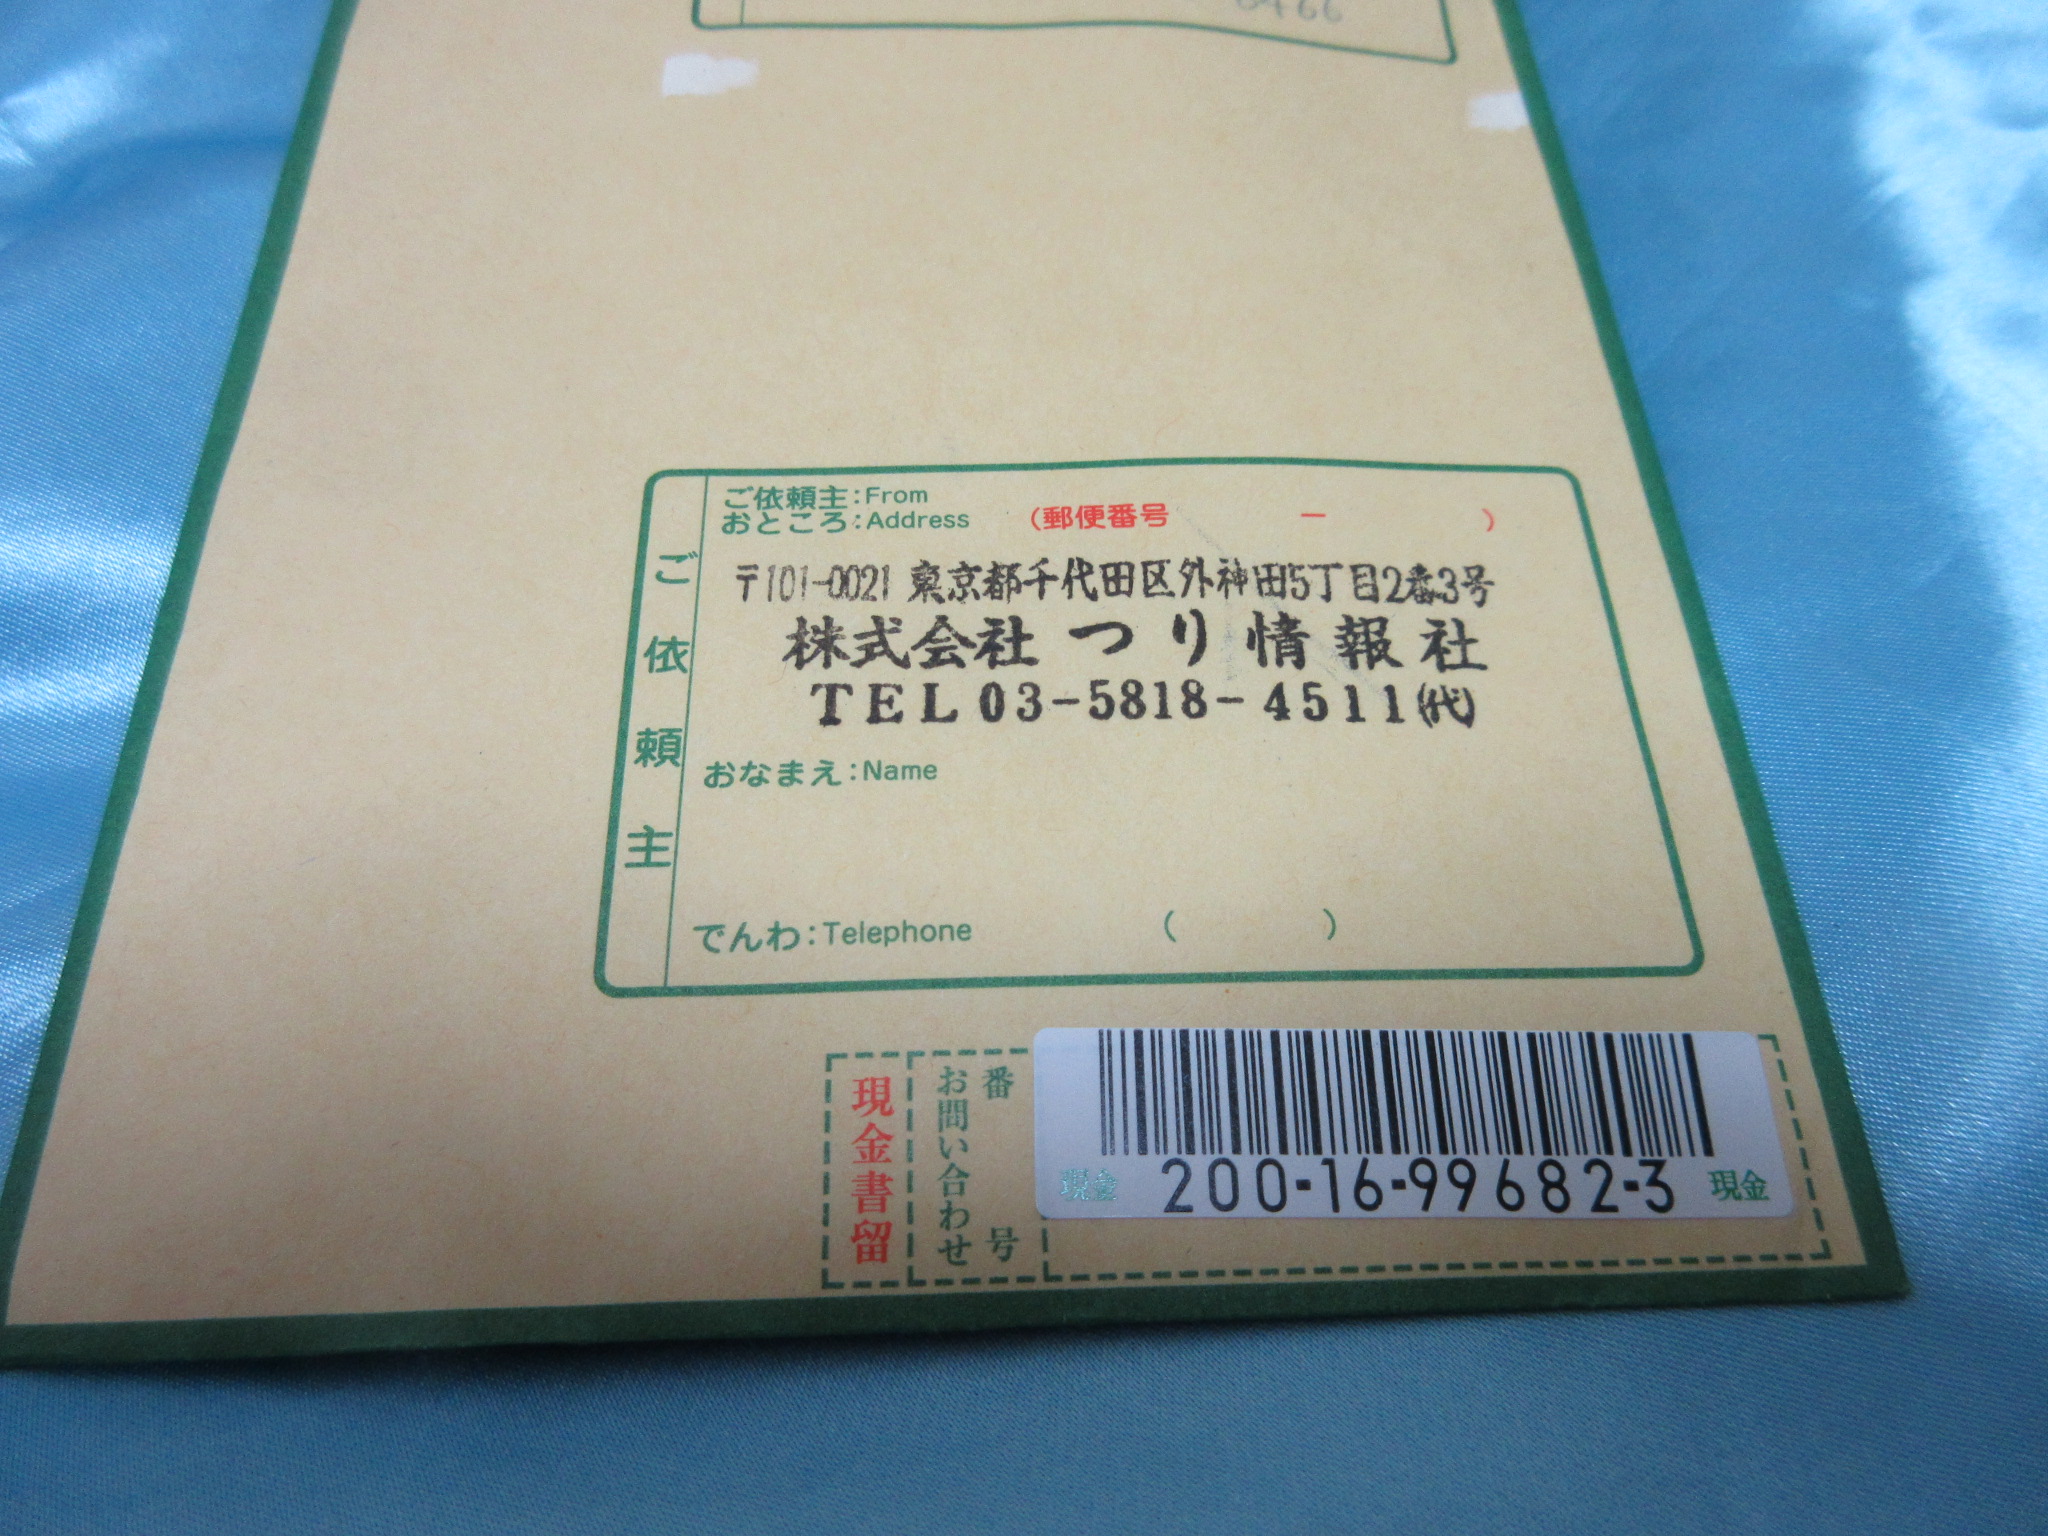 6466
ご依頼主
ご依頼主:From
おところ:Address (郵便番号 ー )
〒101-0021 東京都千代田区外神田5丁目2番3号
株式会社 つり情報社
TEL 03-5818-4511(代)
おなまえ:Name
でんわ:Telephone ( )
現金書留
お問い合わせ
番号
現金 200-16-99682-3 現金